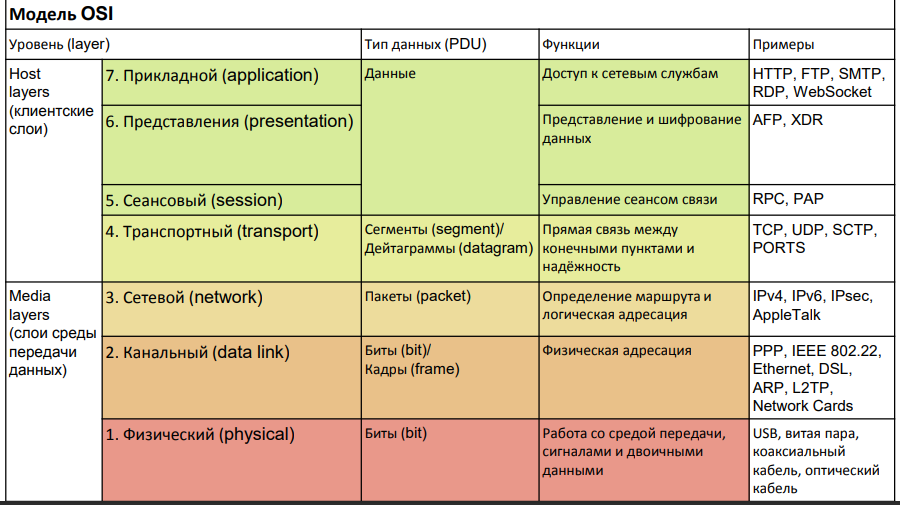 Модель OSI
Уровень (layer)
Тип данных (PDU)
Функции
Примеры
Host
layers
(клиентские
слои)
7. Прикладной (application)
Данные
Доступ к сетевым службам
HTTP, FTP, SMTP,
RDP, WebSocket
6. Представления (presentation)
Представление и шифрование
данных
AFP, XDR
5. Сеансовый (session)
Управление сеансом связи
RPC, PAP
4. Транспортный (transport)
Сегменты (segment)/
Дейтаграммы (datagram)
Прямая связь между
конечными пунктами и
надёжность
TCP, UDP, SCTP,
PORTS
Media
layers
(слои среды
передачи
данных)
3. Сетевой (network)
Пакеты (packet)
Определение маршрута и
логическая адресация
IPv4, IPv6, IPsec,
AppleTalk
2. Канальный (data link)
Биты (bit)/
Кадры (frame)
Физическая адресация
PPP, IEEE 802.22,
Ethernet, DSL,
ARP, L2TP,
Network Cards
1. Физический (physical)
Биты (bit)
Работа со средой передачи,
сигналами и двоичными
данными
USB, витая пара,
коаксиальный
кабель, оптический
кабель